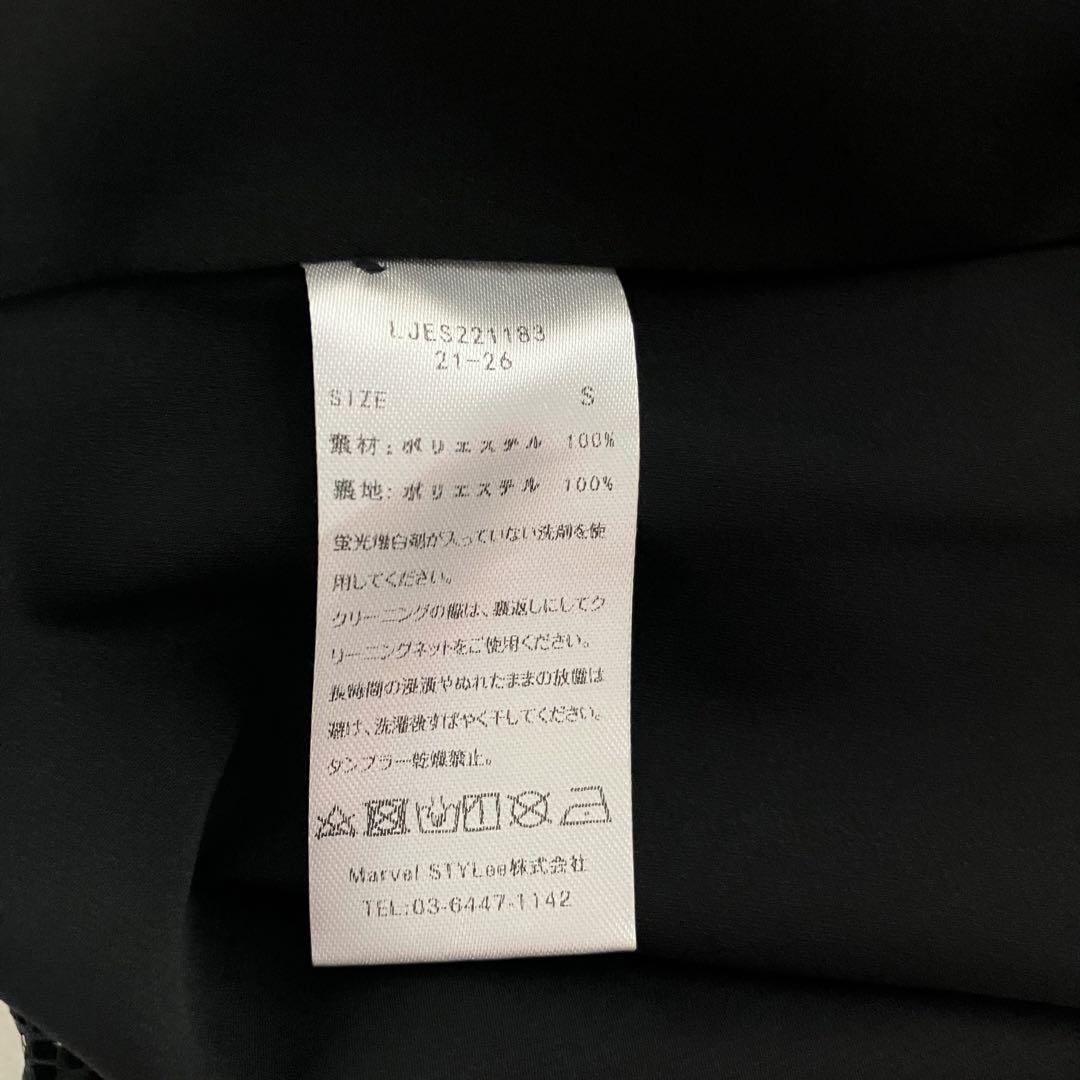 LJES221183
21-26
SIZE S
素材:ポリエステル 100%
裏地:ポリエステル 100%
蛍光増白剤が入っていない洗剤を使
用してください。
クリーニングの際は、裏返しにしてク
リーニングネットをご使用ください。
長時間の浸漬やぬれたままの放置は
避け、洗濯後すばやく干してください。
タンブラー乾燥禁止。
Marvel STYLee株式会社
TEL:03-6447-1142